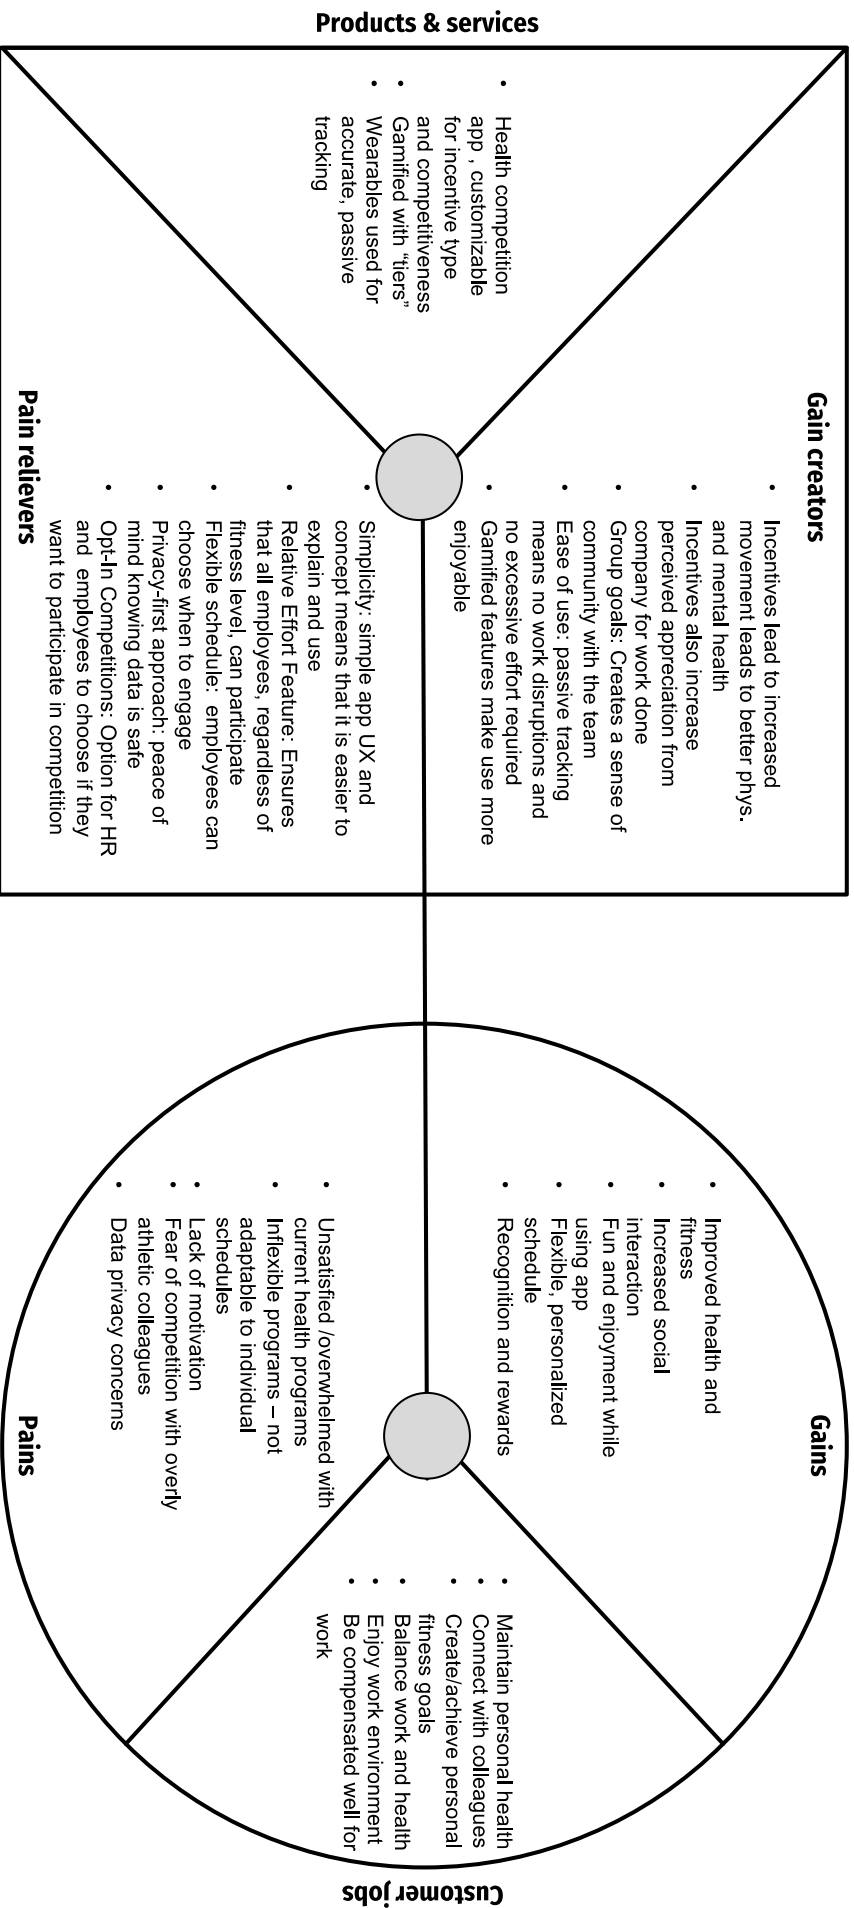 Products & services
• Health competition
app , customizable
for incentive type
and competitiveness
• Gamified with “tiers”
• Wearables used for
accurate, passive
tracking
Gain creators
• Incentives lead to increased
movement leads to better phys.
and mental health
• Incentives also increase
perceived appreciation from
company for work done
• Group goals: Creates a sense of
community with the team
• Ease of use: passive tracking
means no work disruptions and
no excessive effort required
• Gamified features make use more
enjoyable
Pain relievers
• Simplicity: simple app UX and
concept means that it is easier to
explain and use
• Relative Effort Feature: Ensures
that all employees, regardless of
fitness level, can participate
• Flexible schedule: employees can
choose when to engage
• Privacy-first approach: peace of
mind knowing data is safe
• Opt-In Competitions: Option for HR
and employees to choose if they
want to participate in competition
Gains
• Improved health and
fitness
• Increased social
interaction
• Fun and enjoyment while
using app
• Flexible, personalized
schedule
• Recognition and rewards
Pains
• Unsatisfied /overwhelmed with
current health programs
• Inflexible programs – not
adaptable to individual
schedules
• Lack of motivation
• Fear of competition with overly
athletic colleagues
• Data privacy concerns
Customer jobs
• Maintain personal health
• Connect with colleagues
• Create/achieve personal
fitness goals
• Balance work and health
• Enjoy work environment
• Be compensated well for
work